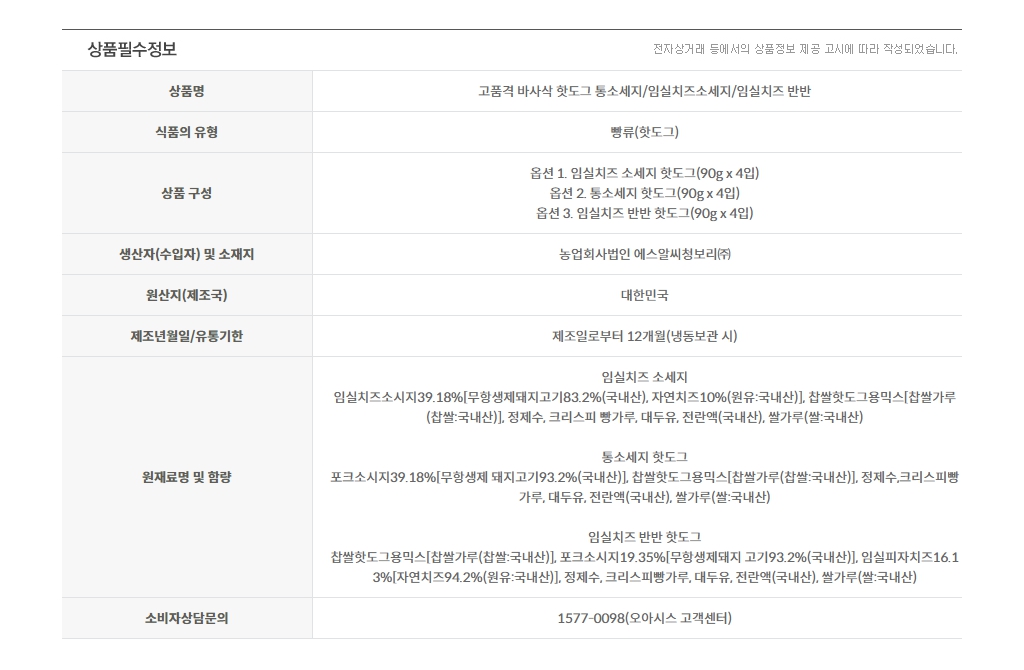 상품필수정보
전자상거래 등에서의 상품정보 제공 고시에 따라 작성되었습니다.
상품명
고품격 바사삭 핫도그 통소세지/임실치즈소세지/임실치즈 반반
식품의 유형
빵류(핫도그)
상품 구성
옵션 1. 임실치즈 소세지 핫도그(90g x 4입)
옵션 2. 통소세지 핫도그(90g x 4입)
옵션 3. 임실치즈 반반 핫도그(90g x 4입)
생산자(수입자) 및 소재지
농업회사법인 에스알씨청보리㈜
원산지(제조국)
대한민국
제조년월일/유통기한
제조일로부터 12개월(냉동보관 시)
원재료명 및 함량
임실치즈 소세지
임실치즈소시지39.18%[무항생제돼지고기83.2%(국내산), 자연치즈10%(원유:국내산)], 찹쌀핫도그용믹스[찹쌀가루
(찹쌀:국내산)], 정제수, 크리스피 빵가루, 대두유, 전란액(국내산), 쌀가루(쌀:국내산)
통소세지 핫도그
포크소시지39.18%[무항생제 돼지고기93.2%(국내산)], 찹쌀핫도그용믹스[찹쌀가루(찹쌀:국내산)], 정제수,크리스피빵
가루, 대두유, 전란액(국내산), 쌀가루(쌀:국내산)
임실치즈 반반 핫도그
찹쌀핫도그용믹스[찹쌀가루(찹쌀:국내산)], 포크소시지19.35%[무항생제돼지 고기93.2%(국내산)], 임실피자치즈16.1
3%[자연치즈94.2%(원유:국내산)], 정제수, 크리스피빵가루, 대두유, 전란액(국내산), 쌀가루(쌀:국내산)
소비자상담문의
1577-0098(오아시스 고객센터)